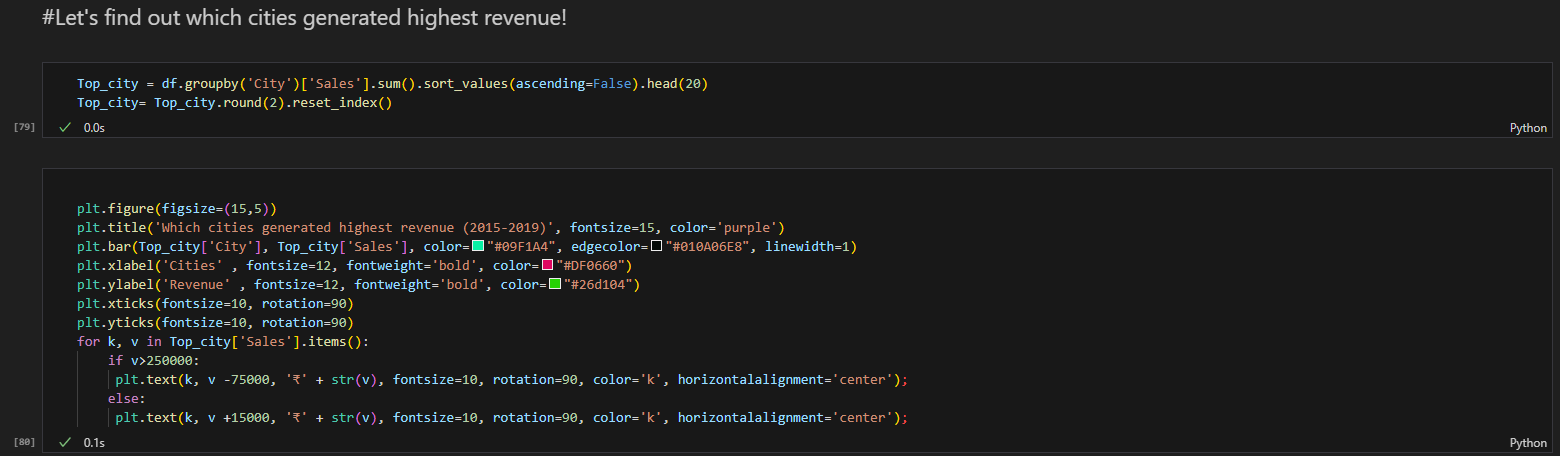 #Let's find out which cities generated highest revenue!
Top_city = df.groupby('City')['Sales'].sum().sort_values(ascending=False).head(20)
Top_city= Top_city.round(2).reset_index()
[79]
0.0s
Python
plt.figure(figsize=(15,5))
plt.title('Which cities generated highest revenue (2015-2019)', fontsize=15, color='purple')
plt.bar(Top_city['City'], Top_city['Sales'], color="#09F1A4", edgecolor="#010A06E8", linewidth=1)
plt.xlabel('Cities' , fontsize=12, fontweight='bold', color="#DF0660")
plt.ylabel('Revenue' , fontsize=12, fontweight='bold', color="#26d104")
plt.xticks(fontsize=10, rotation=90)
plt.yticks(fontsize=10, rotation=90)
for k, v in Top_city['Sales'].items():
    if v>250000:
     plt.text(k, v -75000, '₹' + str(v), fontsize=10, rotation=90, color='k', horizontalalignment='center');
    else:
     plt.text(k, v +15000, '₹' + str(v), fontsize=10, rotation=90, color='k', horizontalalignment='center');
[80]
0.1s
Python